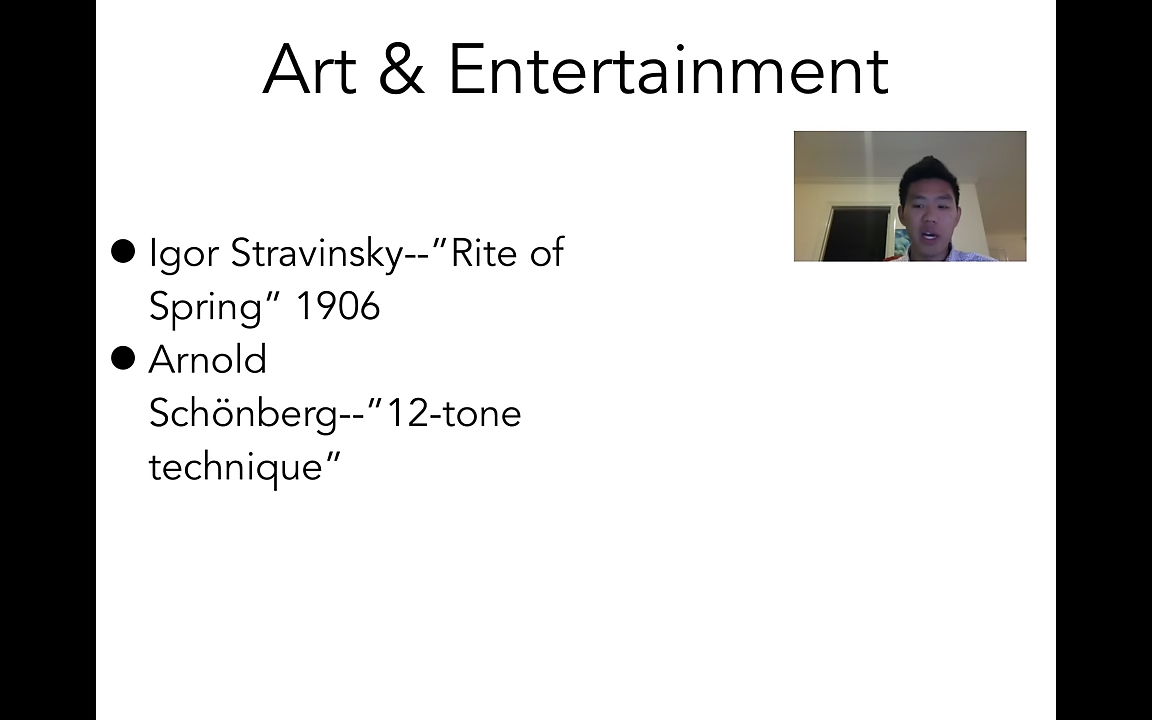 Art & Entertainment
● Igor Stravinsky--”Rite of
Spring” 1906
● Arnold
Schönberg--”12-tone
technique”